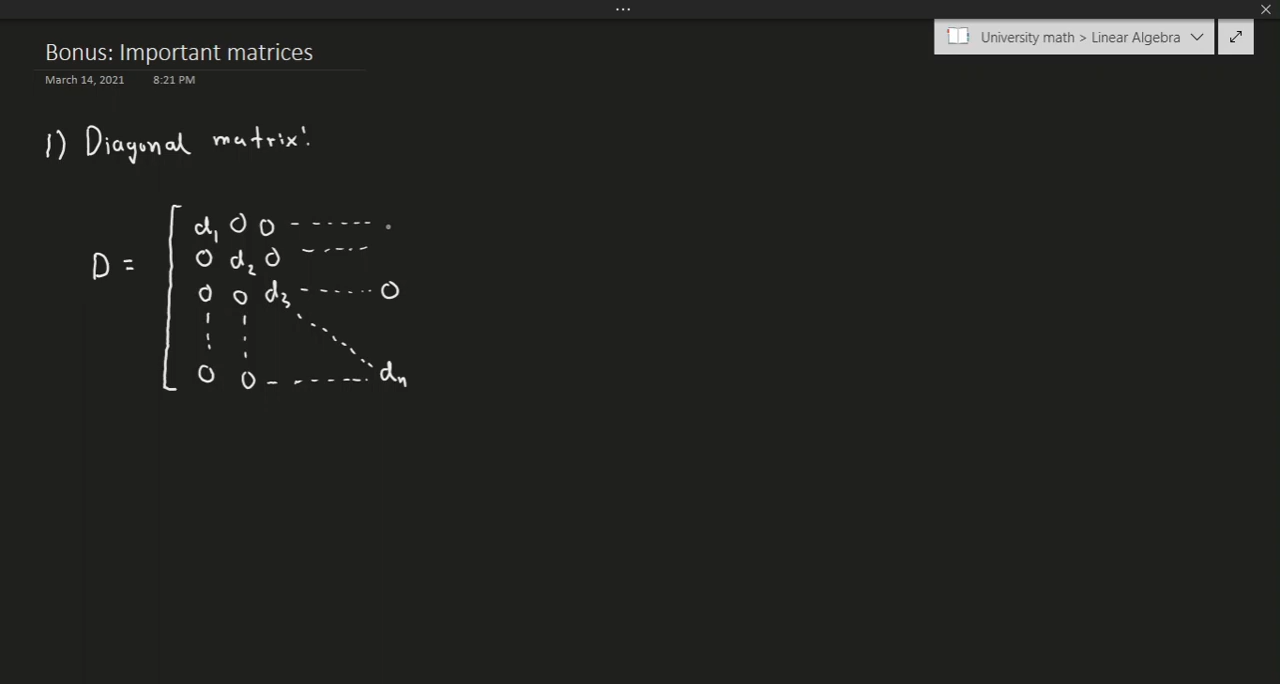 ...
University math > Linear Algebra
Bonus: Important matrices
March 14, 2021 8:21 PM
1) Diagonal matrix:
d₁ 0 0 ------
0 d₂ 0 -----
D = 0 0 d₃ ------ 0
0 0 ------ dₙ